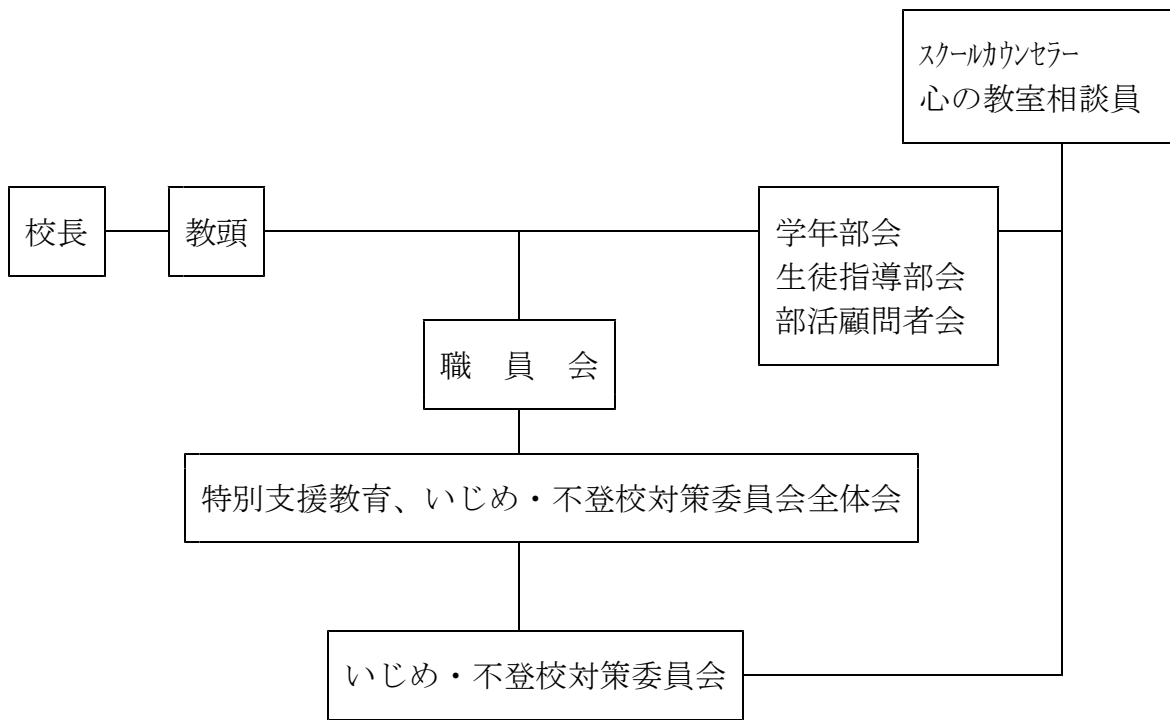 スクールカウンセラー
心の教室相談員
校長
教頭
学年部会
生徒指導部会
部活顧問者会
職　員　会
特別支援教育、いじめ・不登校対策委員会全体会
いじめ・不登校対策委員会